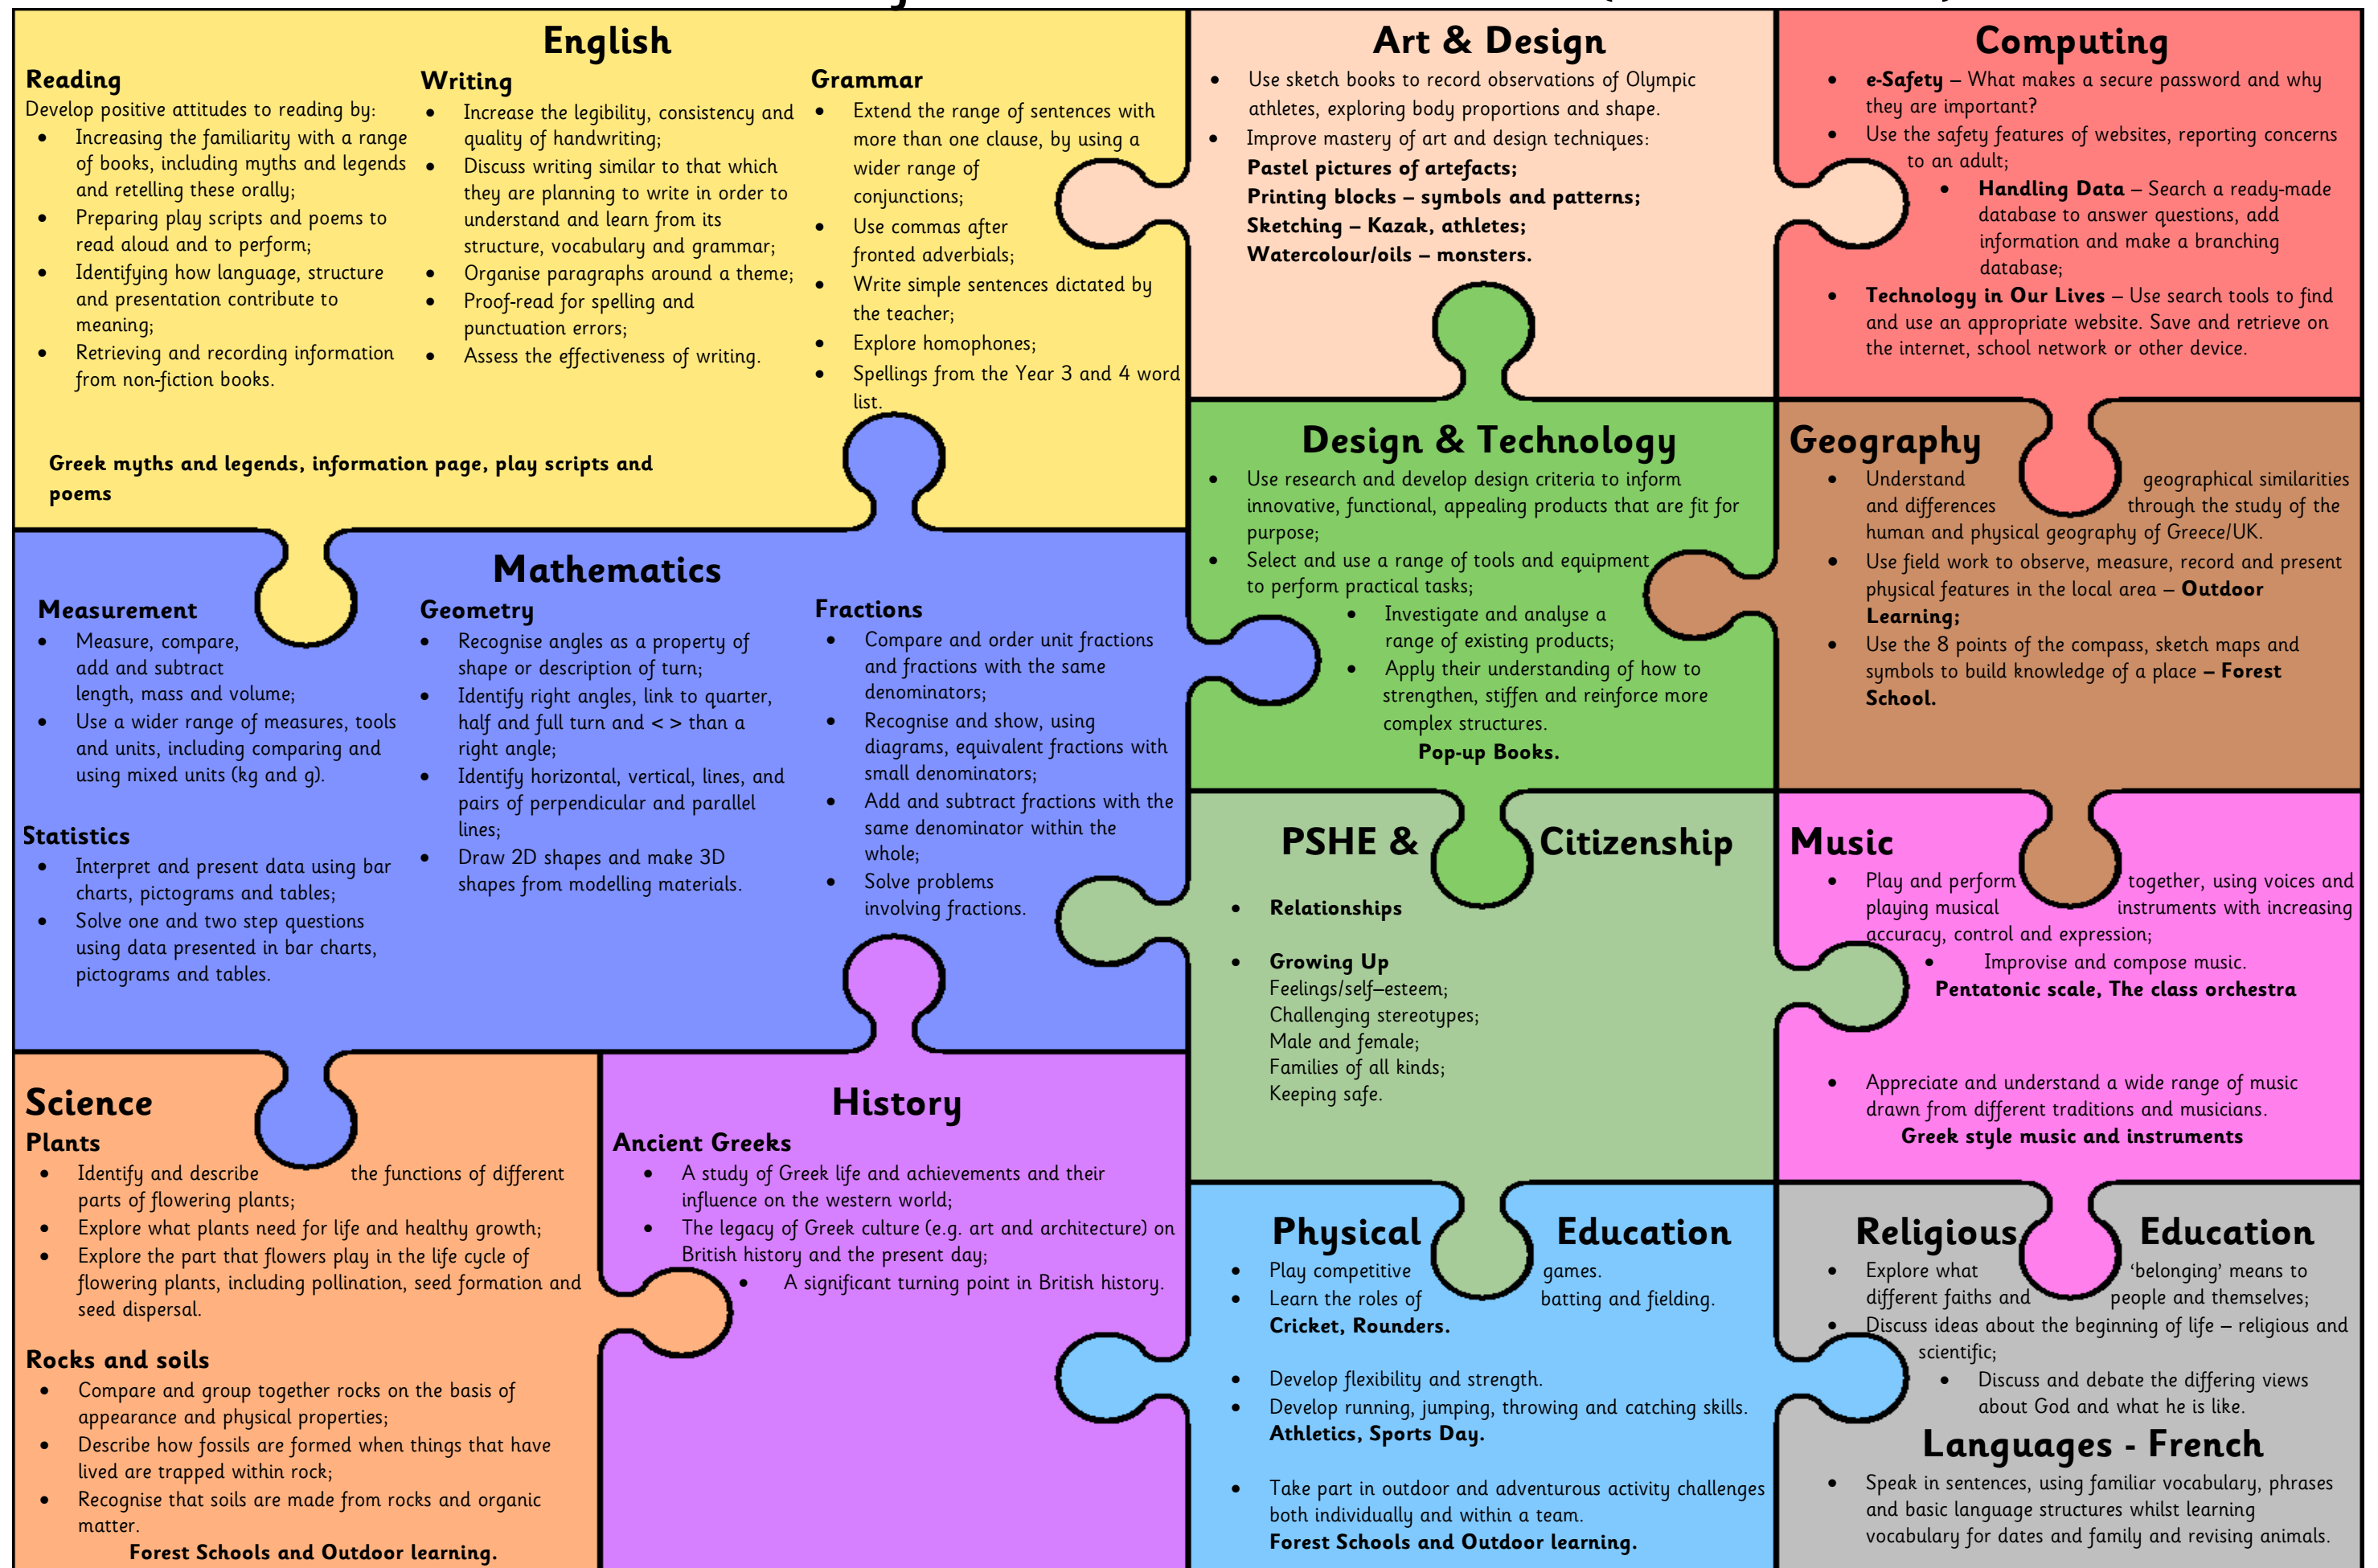 English
Reading
Develop positive attitudes to reading by:
• Increasing the familiarity with a range
of books, including myths and legends
and retelling these orally;
• Preparing play scripts and poems to
read aloud and to perform;
• Identifying how language, structure
and presentation contribute to
meaning;
• Retrieving and recording information
from non-fiction books.
Writing
• Increase the legibility, consistency and
quality of handwriting;
• Discuss writing similar to that which
they are planning to write in order to
understand and learn from its
structure, vocabulary and grammar;
• Organise paragraphs around a theme;
• Proof-read for spelling and
punctuation errors;
• Assess the effectiveness of writing.
Grammar
• Extend the range of sentences with
more than one clause, by using a
wider range of
conjunctions;
• Use commas after
fronted adverbials;
• Write simple sentences dictated by
the teacher;
• Explore homophones;
• Spellings from the Year 3 and 4 word
list.
Greek myths and legends, information page, play scripts and
poems
Art & Design
• Use sketch books to record observations of Olympic
athletes, exploring body proportions and shape.
• Improve mastery of art and design techniques:
Pastel pictures of artefacts;
Printing blocks – symbols and patterns;
Sketching – Kazak, athletes;
Watercolour/oils – monsters.
Computing
• e-Safety – What makes a secure password and why
they are important?
• Use the safety features of websites, reporting concerns
to an adult;
• Handling Data – Search a ready-made
database to answer questions, add
information and make a branching
database;
• Technology in Our Lives – Use search tools to find
and use an appropriate website. Save and retrieve on
the internet, school network or other device.
Design & Technology
• Use research and develop design criteria to inform
innovative, functional, appealing products that are fit for
purpose;
• Select and use a range of tools and equipment
to perform practical tasks;
• Investigate and analyse a
range of existing products;
• Apply their understanding of how to
strengthen, stiffen and reinforce more
complex structures.
Pop-up Books.
Geography
• Understand geographical similarities
and differences through the study of the
human and physical geography of Greece/UK.
• Use field work to observe, measure, record and present
physical features in the local area – Outdoor
Learning;
• Use the 8 points of the compass, sketch maps and
symbols to build knowledge of a place – Forest
School.
Mathematics
Measurement
• Measure, compare,
add and subtract
length, mass and volume;
• Use a wider range of measures, tools
and units, including comparing and
using mixed units (kg and g).
Statistics
• Interpret and present data using bar
charts, pictograms and tables;
• Solve one and two step questions
using data presented in bar charts,
pictograms and tables.
Geometry
• Recognise angles as a property of
shape or description of turn;
• Identify right angles, link to quarter,
half and full turn and < > than a
right angle;
• Identify horizontal, vertical, lines, and
pairs of perpendicular and parallel
lines;
• Draw 2D shapes and make 3D
shapes from modelling materials.
Fractions
• Compare and order unit fractions
and fractions with the same
denominators;
• Recognise and show, using
diagrams, equivalent fractions with
small denominators;
• Add and subtract fractions with the
same denominator within the
whole;
• Solve problems
involving fractions.
PSHE & Citizenship
• Relationships
• Growing Up
Feelings/self–esteem;
Challenging stereotypes;
Male and female;
Families of all kinds;
Keeping safe.
Music
• Play and perform together, using voices and
playing musical instruments with increasing
accuracy, control and expression;
• Improvise and compose music.
Pentatonic scale, The class orchestra
• Appreciate and understand a wide range of music
drawn from different traditions and musicians.
Greek style music and instruments
Science
Plants
• Identify and describe the functions of different
parts of flowering plants;
• Explore what plants need for life and healthy growth;
• Explore the part that flowers play in the life cycle of
flowering plants, including pollination, seed formation and
seed dispersal.
Rocks and soils
• Compare and group together rocks on the basis of
appearance and physical properties;
• Describe how fossils are formed when things that have
lived are trapped within rock;
• Recognise that soils are made from rocks and organic
matter.
Forest Schools and Outdoor learning.
History
Ancient Greeks
• A study of Greek life and achievements and their
influence on the western world;
• The legacy of Greek culture (e.g. art and architecture) on
British history and the present day;
• A significant turning point in British history.
Physical Education
• Play competitive games.
• Learn the roles of batting and fielding.
Cricket, Rounders.
• Develop flexibility and strength.
• Develop running, jumping, throwing and catching skills.
Athletics, Sports Day.
• Take part in outdoor and adventurous activity challenges
both individually and within a team.
Forest Schools and Outdoor learning.
Religious Education
• Explore what ‘belonging’ means to
different faiths and people and themselves;
• Discuss ideas about the beginning of life – religious and
scientific;
• Discuss and debate the differing views
about God and what he is like.
Languages - French
• Speak in sentences, using familiar vocabulary, phrases
and basic language structures whilst learning
vocabulary for dates and family and revising animals.